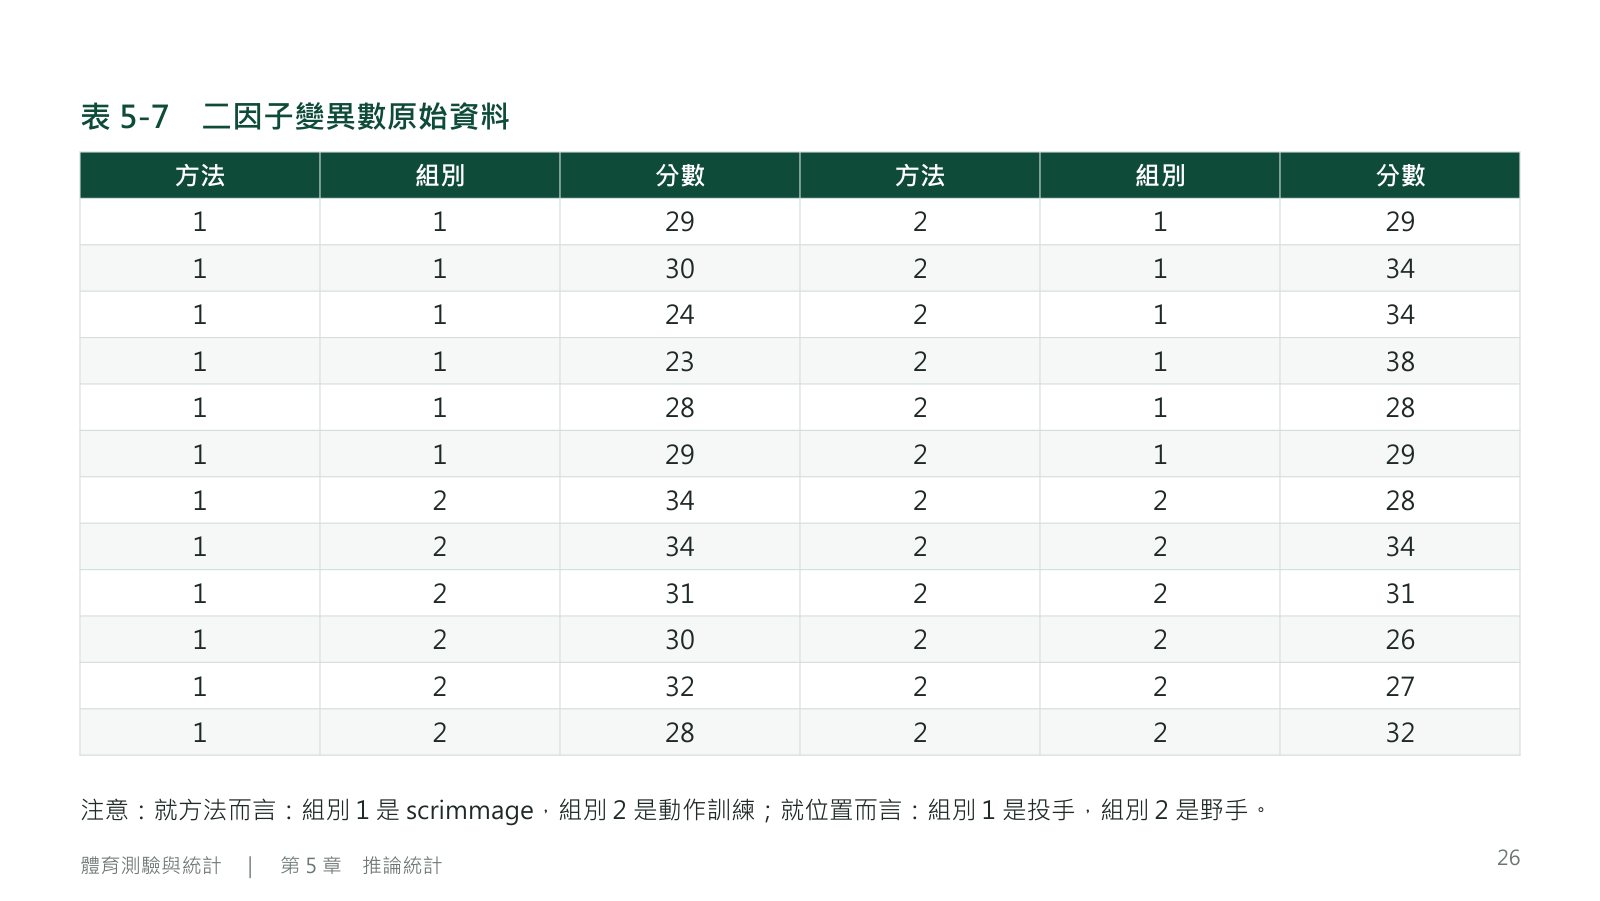 表 5-7　二因子變異數原始資料
方法 組別 分數 方法 組別 分數
1 1 29 2 1 29
1 1 30 2 1 34
1 1 24 2 1 34
1 1 23 2 1 38
1 1 28 2 1 28
1 1 29 2 1 29
1 2 34 2 2 28
1 2 34 2 2 34
1 2 31 2 2 31
1 2 30 2 2 26
1 2 32 2 2 27
1 2 28 2 2 32
注意：就方法而言：組別 1 是 scrimmage，組別 2 是動作訓練；就位置而言：組別 1 是投手，組別 2 是野手。
體育測驗與統計　|　第 5 章　推論統計
26